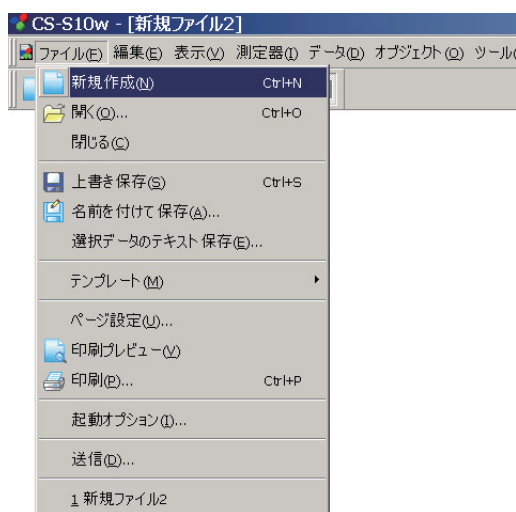 CS-S10w - [新規ファイル2]
ファイル(F) 編集(E) 表示(V) 測定器(I) データ(D) オブジェクト(O) ツール(
新規作成(N) Ctrl+N
開く(O)... Ctrl+O
閉じる(C)
上書き保存(S) Ctrl+S
名前を付けて保存(A)...
選択データのテキスト保存(E)...
テンプレート(M)
ページ設定(U)...
印刷プレビュー(V)
印刷(P)... Ctrl+P
起動オプション(I)...
送信(D)...
1 新規ファイル2